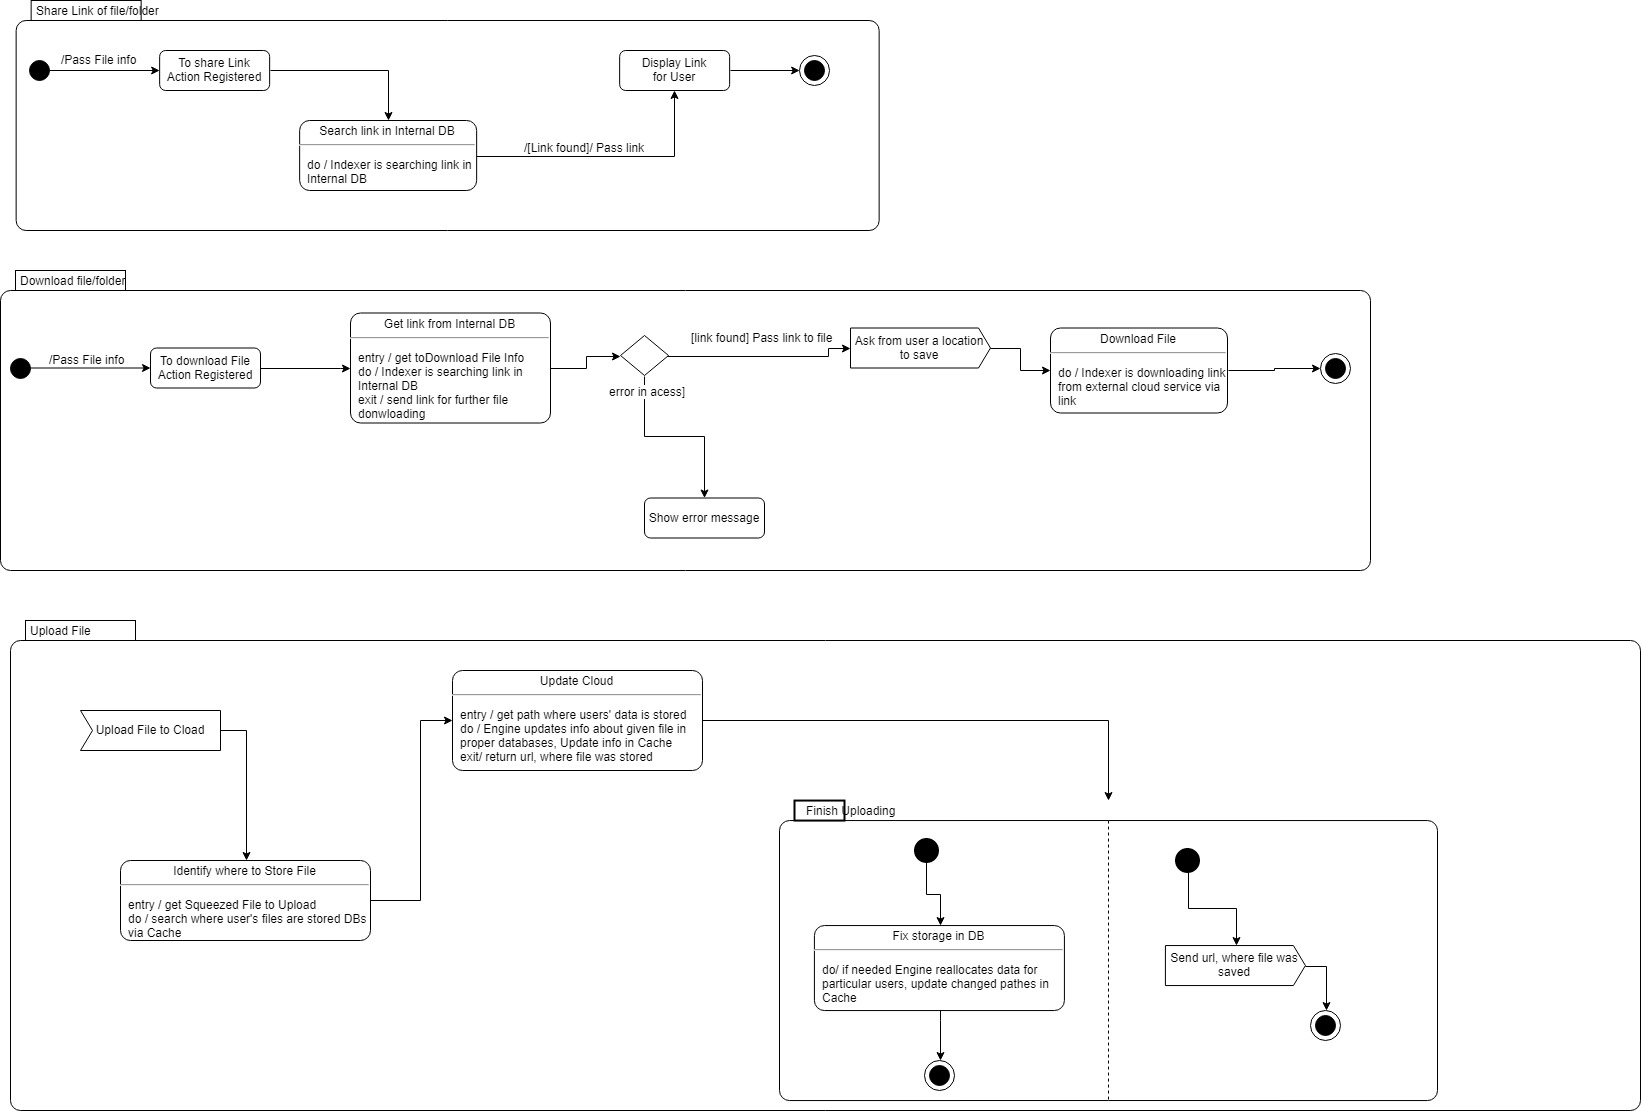 Share Link of file/folder
/Pass File info
To share Link
Action Registered
Display Link
for User
Search link in Internal DB
do / Indexer is searching link in
Internal DB
/[Link found]/ Pass link
Download file/folder
/Pass File info
To download File
Action Registered
Get link from Internal DB
entry / get toDownload File Info
do / Indexer is searching link in
Internal DB
exit / send link for further file
donwloading
[link found] Pass link to file
error in acess]
Ask from user a location
to save
Download File
do / Indexer is downloading link
from external cloud service via
link
Show error message
Upload File
Upload File to Cload
Update Cloud
entry / get path where users' data is stored
do / Engine updates info about given file in
proper databases, Update info in Cache
exit/ return url, where file was stored
Identify where to Store File
entry / get Squeezed File to Upload
do / search where user's files are stored DBs
via Cache
Finish Uploading
Fix storage in DB
do/ if needed Engine reallocates data for
particular users, update changed pathes in
Cache
Send url, where file was
saved